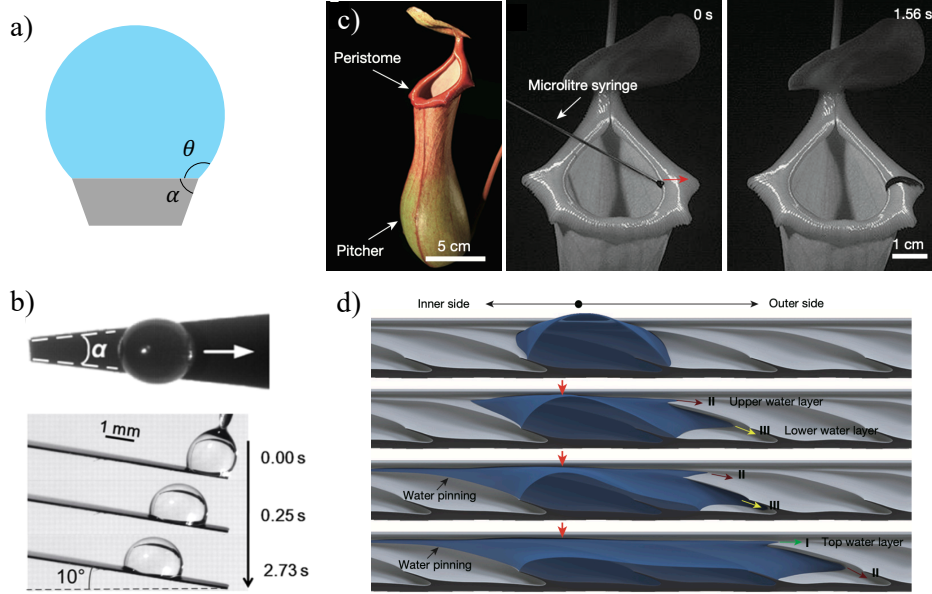 a)
θ
α
b)
α
1 mm
0.00 s
0.25 s
2.73 s
10°
c)
Peristome
Pitcher
5 cm
0 s
Microlitre syringe
1.56 s
1 cm
d)
Inner side
Outer side
II Upper water layer
III Lower water layer
II
Water pinning
III
I Top water layer
Water pinning
II